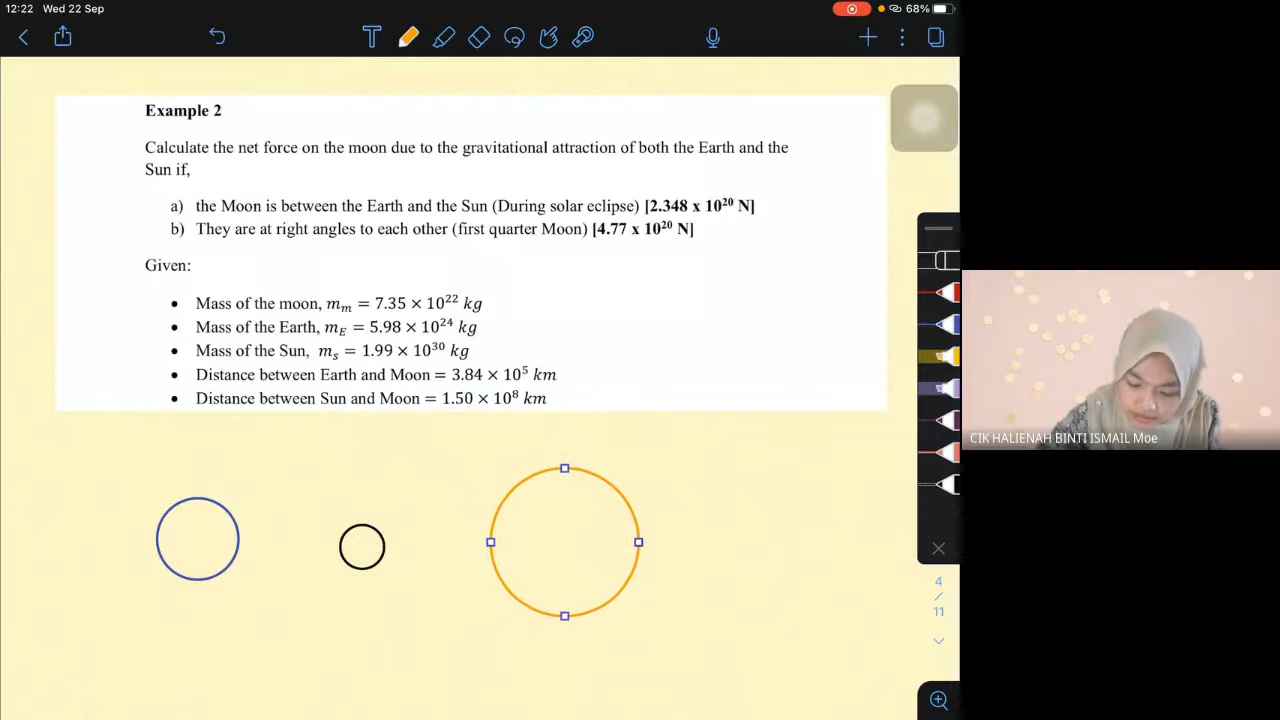 12:22 Wed 22 Sep
68%
T
Example 2
Calculate the net force on the moon due to the gravitational attraction of both the Earth and the
Sun if,
a) the Moon is between the Earth and the Sun (During solar eclipse) [2.348 x 10²⁰ N]
b) They are at right angles to each other (first quarter Moon) [4.77 x 10²⁰ N]
Given:
• Mass of the moon, mₘ = 7.35 × 10²² kg
• Mass of the Earth, m_E = 5.98 × 10²⁴ kg
• Mass of the Sun, mₛ = 1.99 × 10³⁰ kg
• Distance between Earth and Moon = 3.84 × 10⁵ km
• Distance between Sun and Moon = 1.50 × 10⁸ km
CIK HALIENAH BINTI ISMAIL Moe
4
/
11